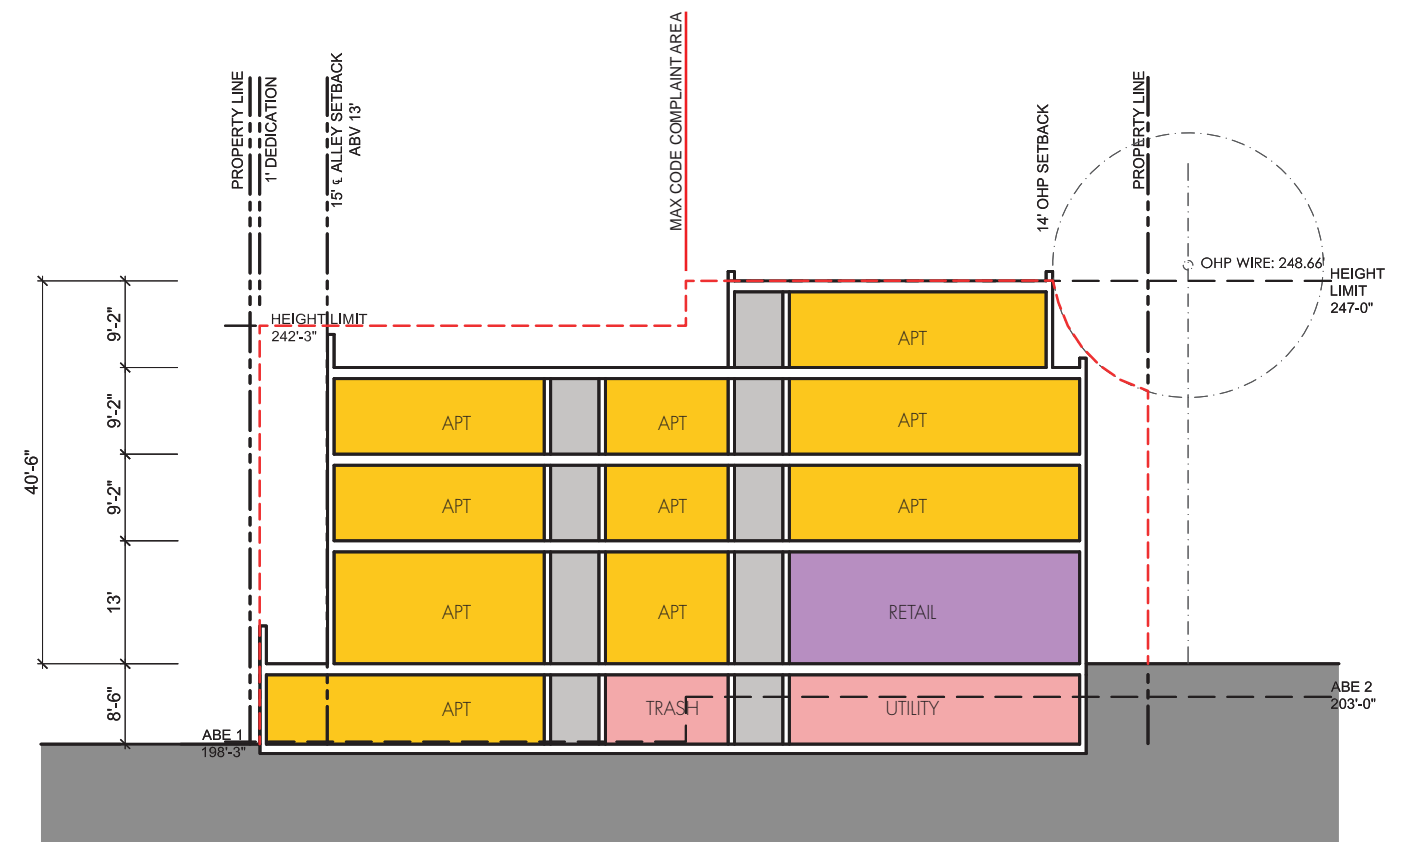 MAX CODE COMPLAINT AREA
PROPERTY LINE
1' DEDICATION
15' ℄ ALLEY SETBACK
ABV 13'
14' OHP SETBACK
PROPERTY LINE
OHP WIRE: 248.66'
HEIGHT
LIMIT
247-0"
HEIGHT LIMIT
242'-3"
9'-2"
APT
9'-2"
APT
APT
APT
40'-6"
9'-2"
APT
APT
APT
13'
APT
APT
RETAIL
8'-6"
APT
TRASH
UTILITY
ABE 2
203'-0"
ABE 1
198'-3"